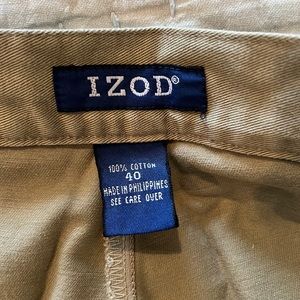 IZOD®
100% COTTON
40
MADE IN PHILIPPINES
SEE CARE OVER